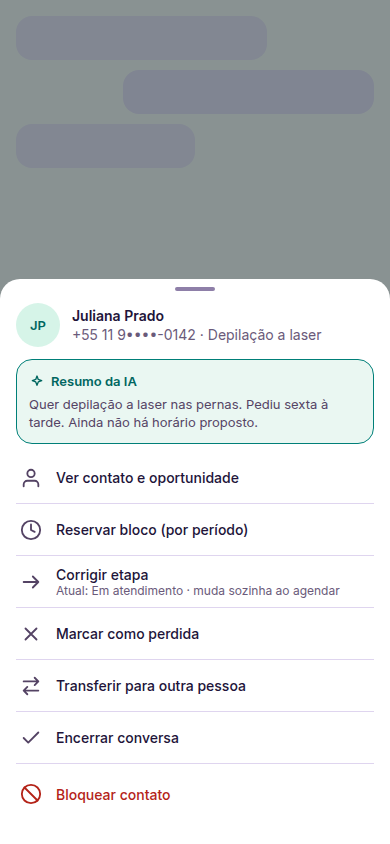 JP
Juliana Prado
+55 11 9••••-0142 · Depilação a laser
Resumo da IA
Quer depilação a laser nas pernas. Pediu sexta à
tarde. Ainda não há horário proposto.
Ver contato e oportunidade
Reservar bloco (por período)
Corrigir etapa
Atual: Em atendimento · muda sozinha ao agendar
Marcar como perdida
Transferir para outra pessoa
Encerrar conversa
Bloquear contato